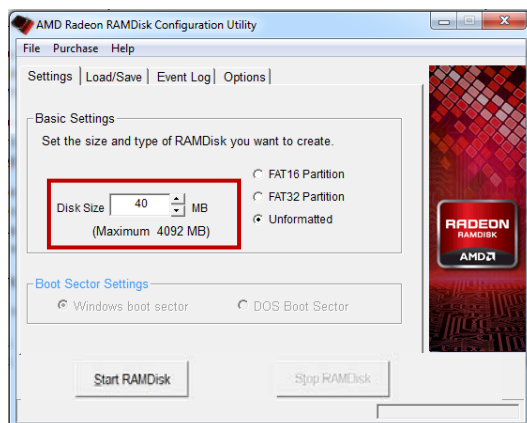 AMD Radeon RAMDisk Configuration Utility
File Purchase Help
Settings Load/Save Event Log Options
Basic Settings
Set the size and type of RAMDisk you want to create.
FAT16 Partition
Disk Size 40 MB
FAT32 Partition
(Maximum 4092 MB)
Unformatted
RADEON
RAMDISK
AMD
Boot Sector Settings
Windows boot sector DOS Boot Sector
Start RAMDisk Stop RAMDisk